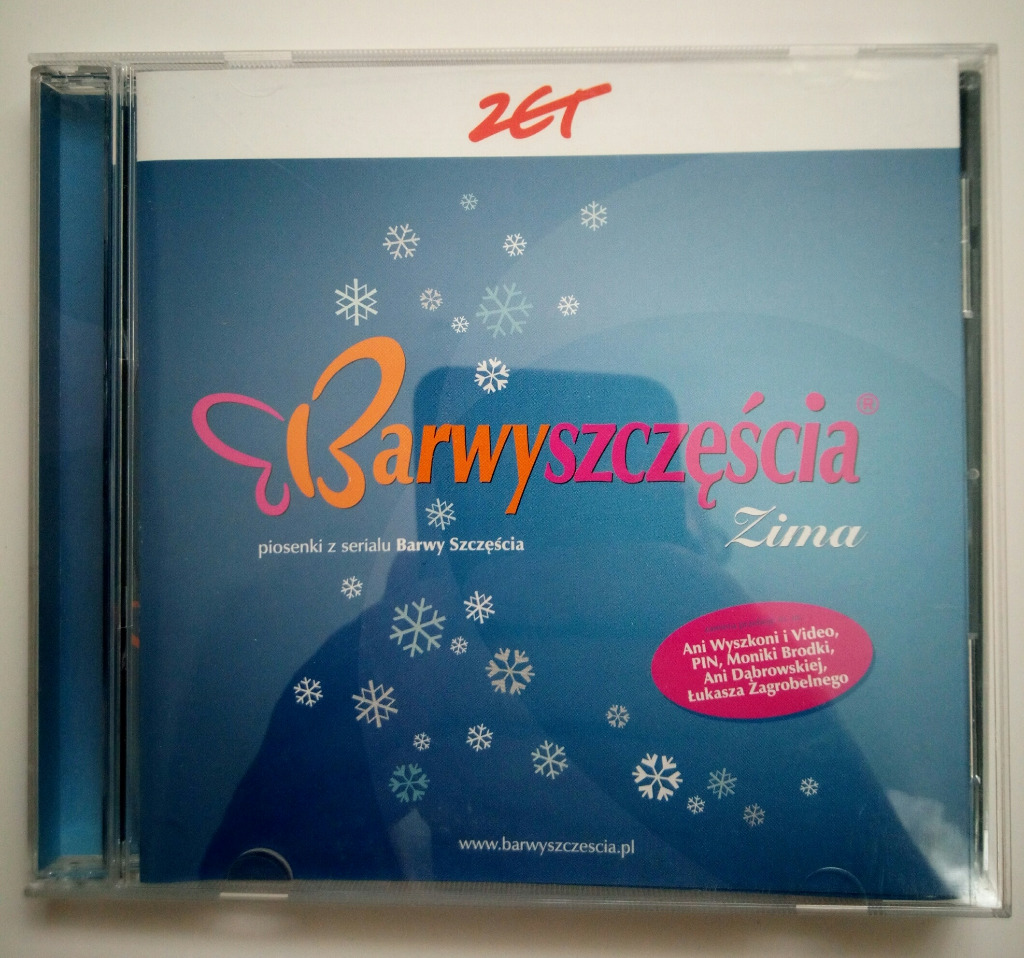 ZET
Barwyszczęścia®
Zima
piosenki z serialu Barwy Szczęścia
Ani Wyszkoni i Video,
PIN, Moniki Brodki,
Ani Dąbrowskiej,
Łukasza Zagrobelnego
www.barwyszczescia.pl